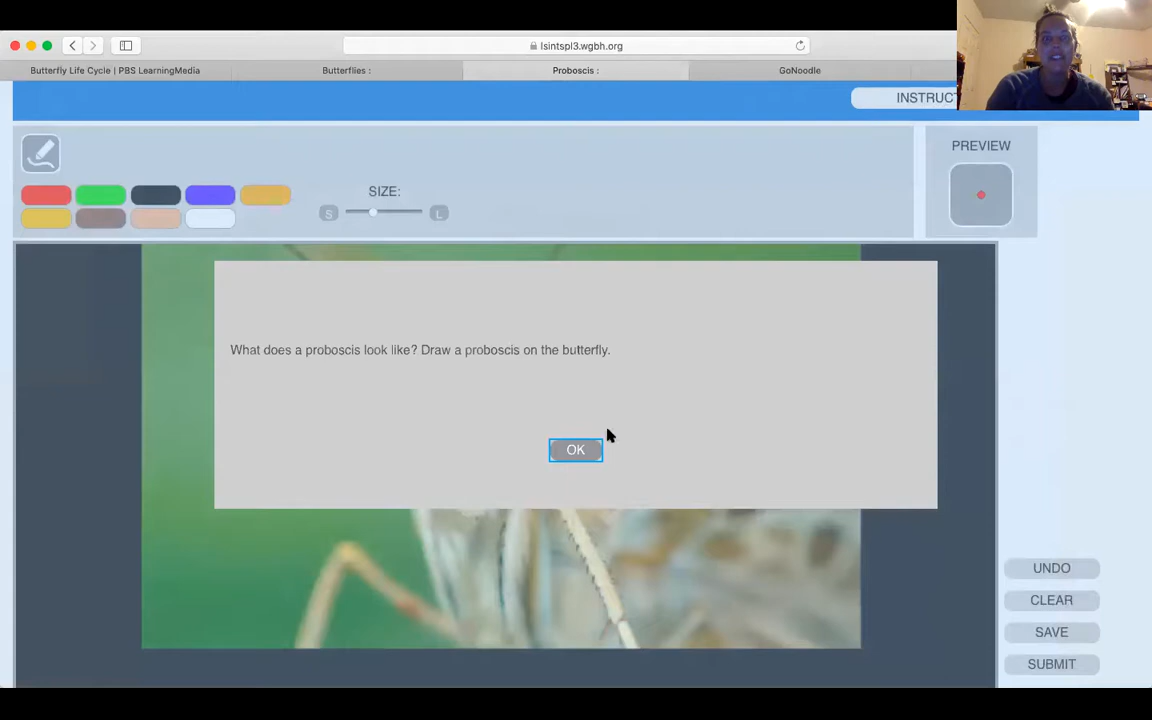 lsintspl3.wgbh.org
Butterfly Life Cycle | PBS LearningMedia
Butterflies :
Proboscis :
GoNoodle
INSTRUC
SIZE:
S
L
PREVIEW
What does a proboscis look like? Draw a proboscis on the butterfly.
OK
UNDO
CLEAR
SAVE
SUBMIT